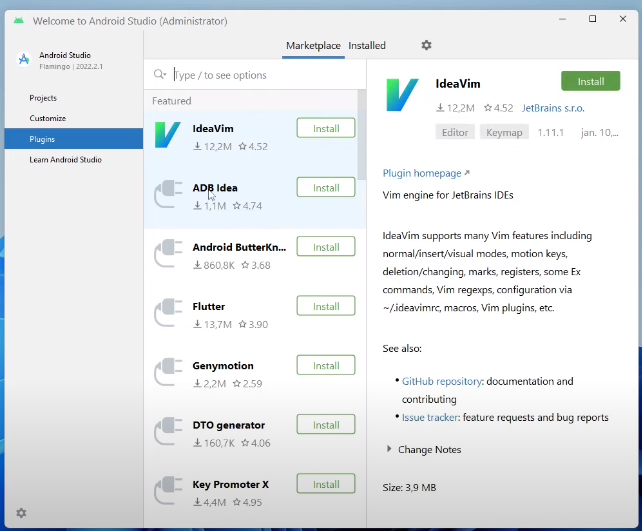 Welcome to Android Studio (Administrator)
Android Studio
Flamingo | 2022.2.1
Projects
Customize
Plugins
Learn Android Studio
Marketplace Installed
Type / to see options
Featured
IdeaVim
12,2M 4.52
Install
ADB Idea
1,1M 4.74
Install
Android ButterKn...
860,8K 3.68
Install
Flutter
13,7M 3.90
Install
Genymotion
2,2M 2.59
Install
DTO generator
160,7K 4.06
Install
Key Promoter X
4,4M 4.95
Install
IdeaVim
Install
12,2M 4.52 JetBrains s.r.o.
Editor Keymap 1.11.1 jan. 10,...
Plugin homepage
Vim engine for JetBrains IDEs
IdeaVim supports many Vim features including
normal/insert/visual modes, motion keys,
deletion/changing, marks, registers, some Ex
commands, Vim regexps, configuration via
~/.ideavimrc, macros, Vim plugins, etc.
See also:
• GitHub repository: documentation and
contributing
• Issue tracker: feature requests and bug reports
Change Notes
Size: 3,9 MB